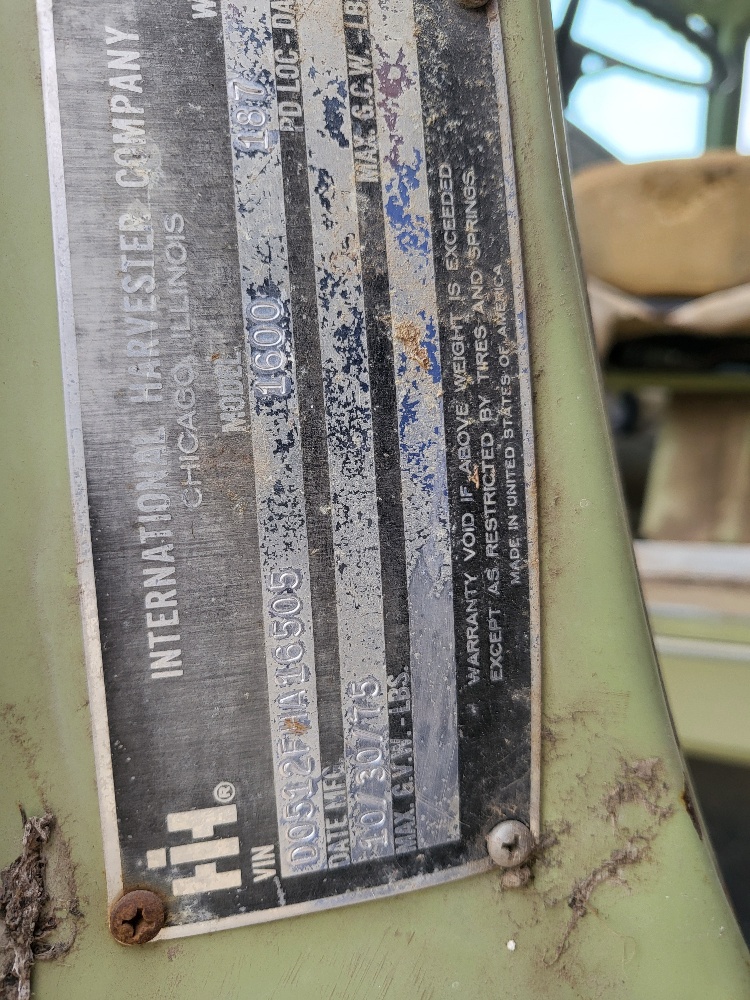 IH®
INTERNATIONAL HARVESTER COMPANY
CHICAGO, ILLINOIS
VIN MODEL W
D0512FHA16505 1600 187
DATE MFG. PD LOC.-DA
10/30/75
MAX. G.V.W.-LBS. MAX. G.C.W.-LB
WARRANTY VOID IF ABOVE WEIGHT IS EXCEEDED
EXCEPT AS RESTRICTED BY TIRES AND SPRINGS.
MADE IN UNITED STATES OF AMERICA